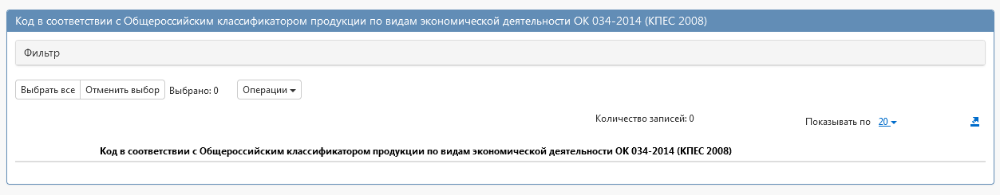 Код в соответствии с Общероссийским классификатором продукции по видам экономической деятельности ОК 034-2014 (КПЕС 2008)
Фильтр
Выбрать все Отменить выбор Выбрано: 0 Операции
Количество записей: 0 Показывать по 20
Код в соответствии с Общероссийским классификатором продукции по видам экономической деятельности ОК 034-2014 (КПЕС 2008)